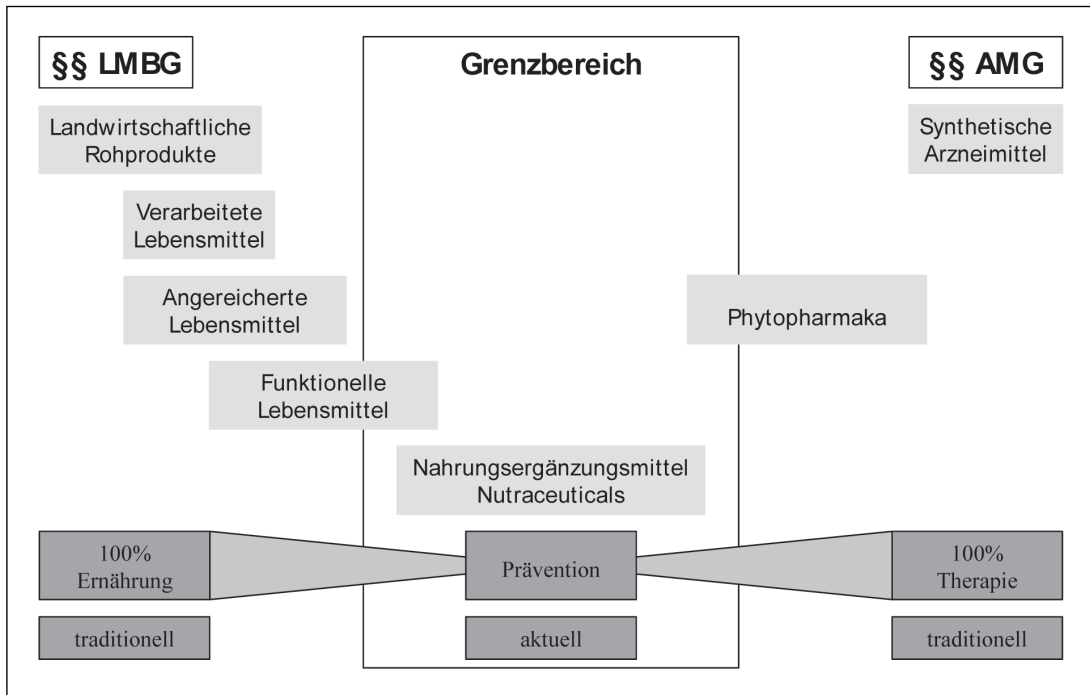 §§ LMBG
Grenzbereich
§§ AMG
Landwirtschaftliche
Rohprodukte
Synthetische
Arzneimittel
Verarbeitete
Lebensmittel
Angereicherte
Lebensmittel
Phytopharmaka
Funktionelle
Lebensmittel
Nahrungsergänzungsmittel
Nutraceuticals
100%
Ernährung
Prävention
100%
Therapie
traditionell
aktuell
traditionell